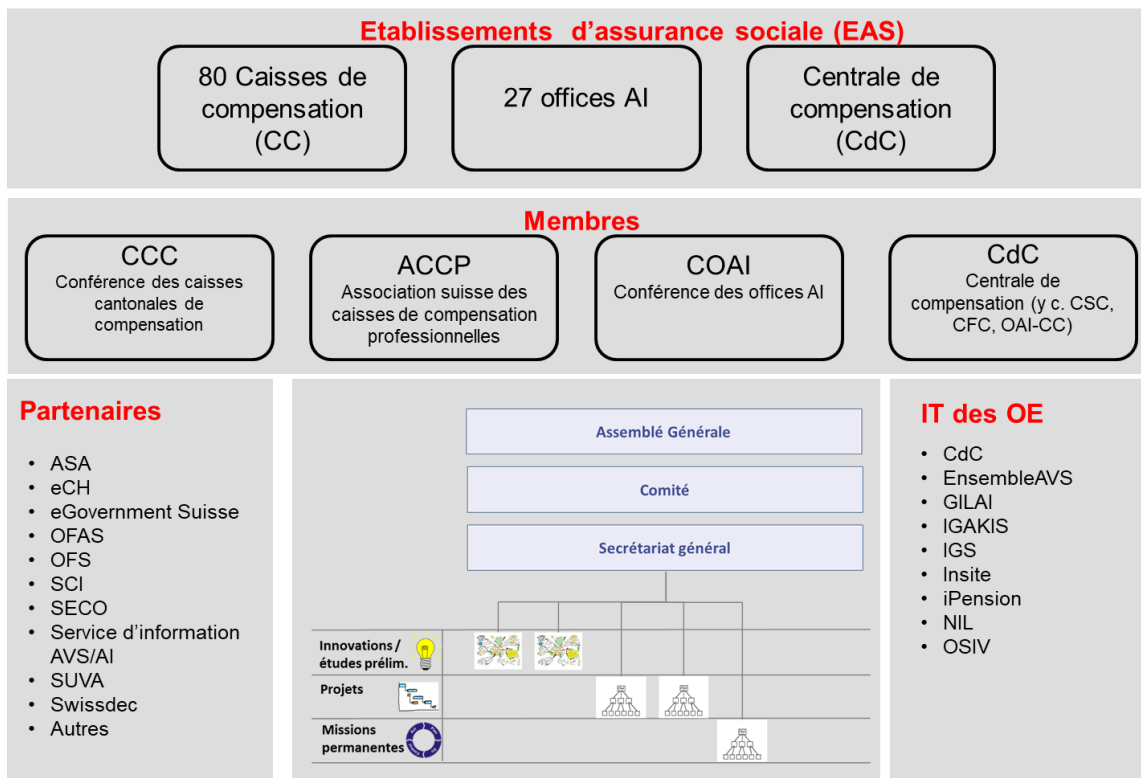 Etablissements d’assurance sociale (EAS)
80 Caisses de
compensation
(CC)
27 offices AI
Centrale de
compensation
(CdC)
Membres
CCC
Conférence des caisses
cantonales de
compensation
ACCP
Association suisse des
caisses de compensation
professionnelles
COAI
Conférence des offices AI
CdC
Centrale de
compensation (y c. CSC,
CFC, OAI-CC)
Partenaires
• ASA
• eCH
• eGovernment Suisse
• OFAS
• OFS
• SCI
• SECO
• Service d’information
AVS/AI
• SUVA
• Swissdec
• Autres
Assemblé Générale
Comité
Secrétariat général
Innovations /
études prélim.
Projets
Missions
permanentes
IT des OE
• CdC
• EnsembleAVS
• GILAI
• IGAKIS
• IGS
• Insite
• iPension
• NIL
• OSIV